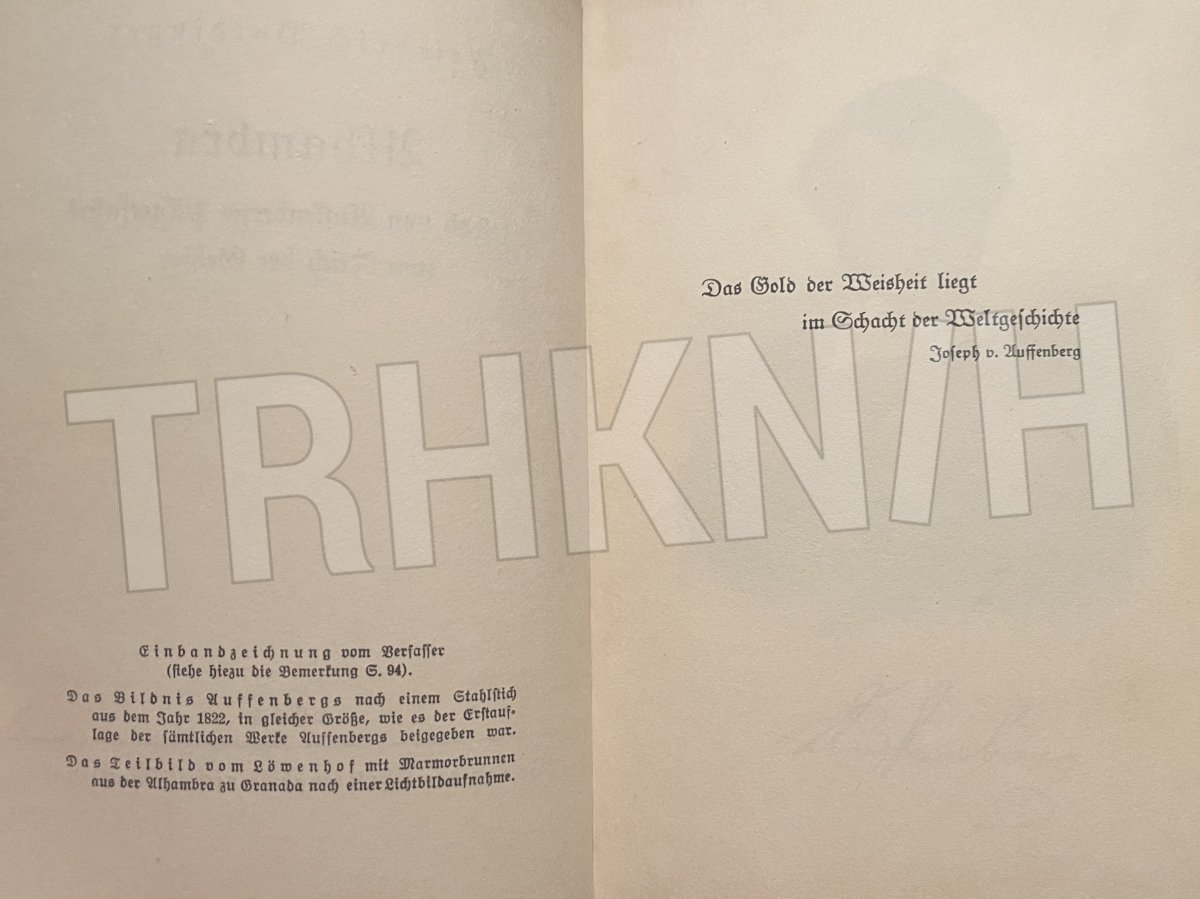 Einbandzeichnung vom Verfasser
(siehe hiezu die Bemerkung S. 94).
Das Bildnis Auffenbergs nach einem Stahlstich
aus dem Jahr 1822, in gleicher Größe, wie es der Erstauf-
lage der sämtlichen Werke Auffenbergs beigegeben war.
Das Teilbild vom Löwenhof mit Marmorbrunnen
aus der Alhambra zu Granada nach einer Lichtbildaufnahme.
Das Gold der Weisheit liegt
im Schacht der Weltgeschichte
Joseph v. Auffenberg
TRHKN/H